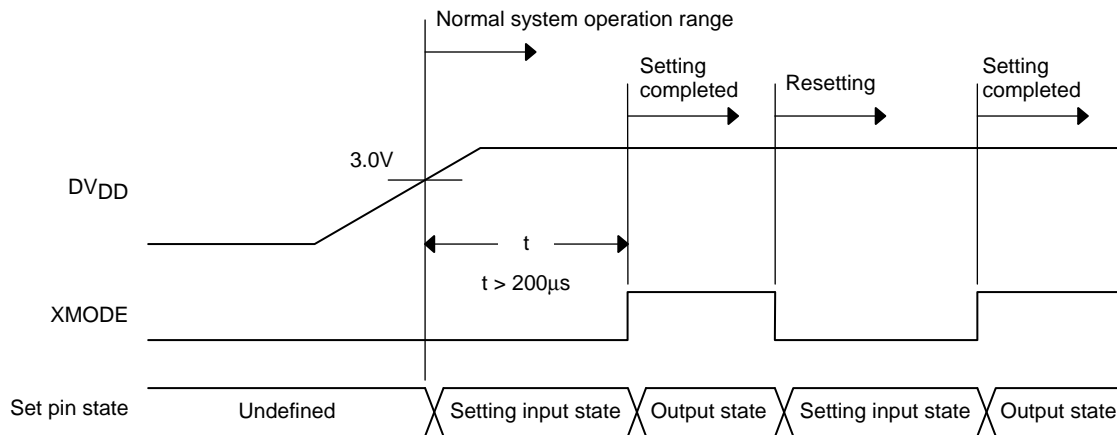 Normal system operation range
Setting
completed
Resetting
Setting
completed
3.0V
DVDD
t
t > 200μs
XMODE
Set pin state
Undefined
Setting input state
Output state
Setting input state
Output state